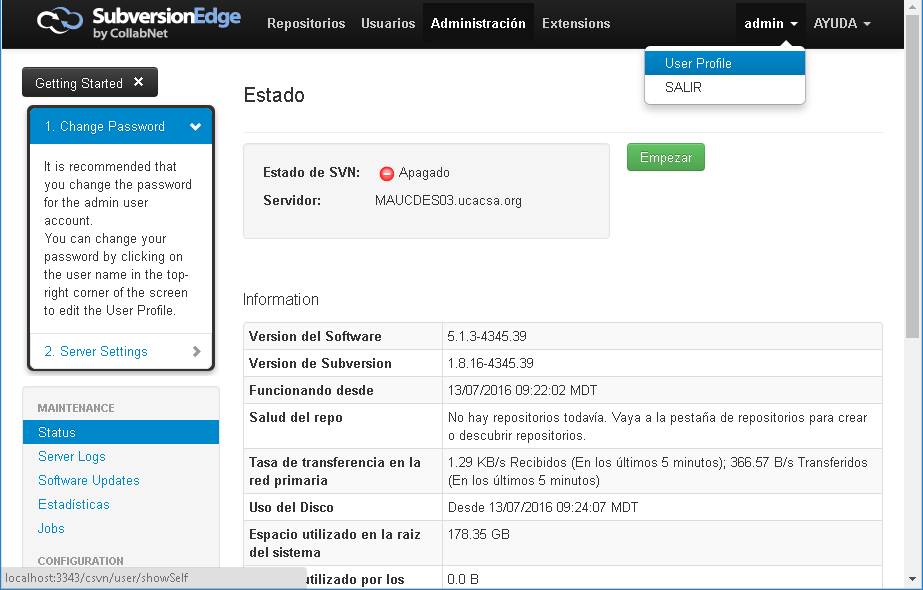 SubversionEdge
by CollabNet
Repositorios Usuarios Administración Extensions admin AYUDA
User Profile
SALIR
Getting Started ×
1. Change Password
It is recommended that
you change the password
for the admin user
account.
You can change your
password by clicking on
the user name in the top-
right corner of the screen
to edit the User Profile.
2. Server Settings
MAINTENANCE
Status
Server Logs
Software Updates
Estadísticas
Jobs
CONFIGURATION
localhost:3343/csvn/user/showSelf
Estado
Estado de SVN: Apagado
Servidor: MAUCDES03.ucacsa.org
Empezar
Information
Version del Software 5.1.3-4345.39
Version de Subversion 1.8.16-4345.39
Funcionando desde 13/07/2016 09:22:02 MDT
Salud del repo No hay repositorios todavía. Vaya a la pestaña de repositorios para crear
o descubrir repositorios.
Tasa de transferencia en la 1.29 KB/s Recibidos (En los últimos 5 minutos); 366.57 B/s Transferidos
red primaria (En los últimos 5 minutos)
Uso del Disco Desde 13/07/2016 09:24:07 MDT
Espacio utilizado en la raiz 178.35 GB
del sistema
utilizado por los 0.0 B